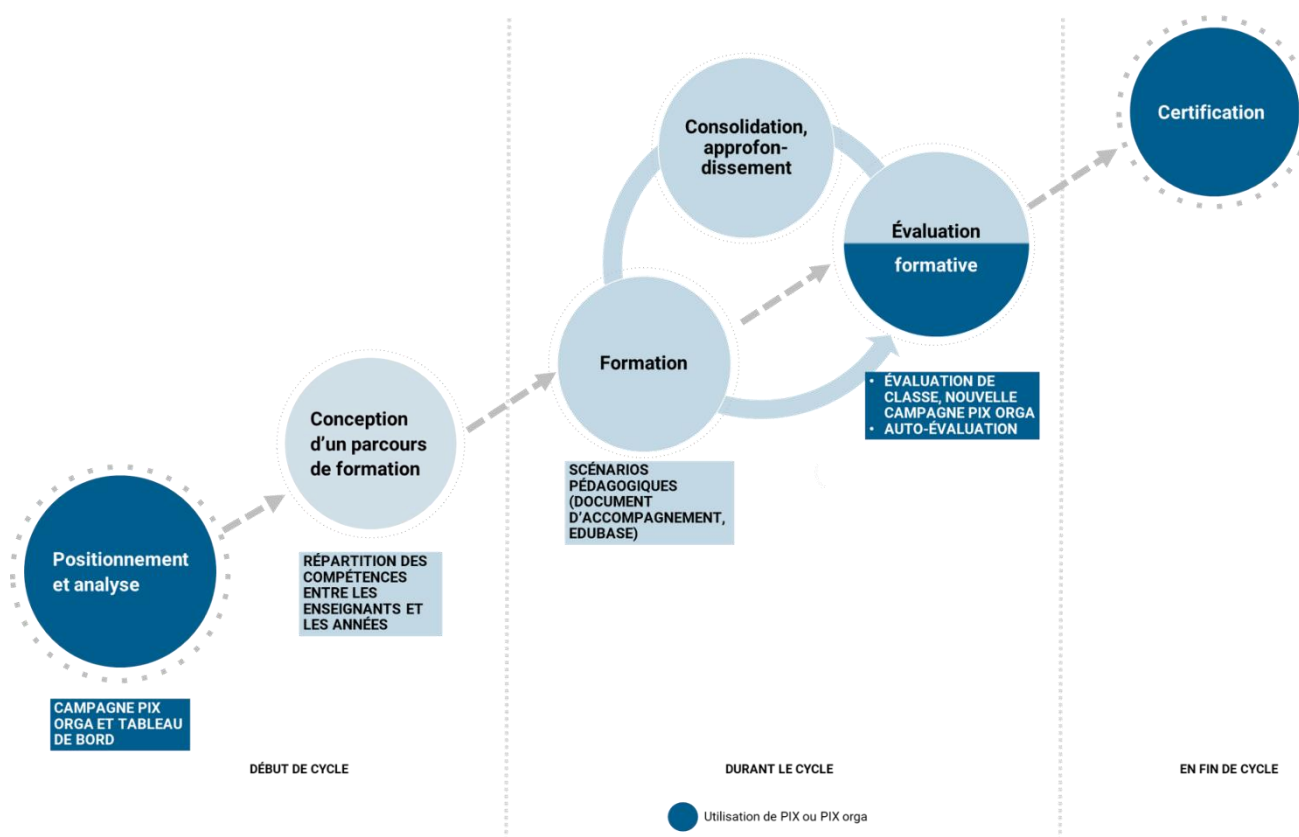 Positionnement
et analyse
CAMPAGNE PIX
ORGA ET TABLEAU
DE BORD
Conception
d’un parcours
de formation
RÉPARTITION DES
COMPÉTENCES
ENTRE LES
ENSEIGNANTS ET
LES ANNÉES
DÉBUT DE CYCLE
Consolidation,
approfon-
dissement
Formation
SCÉNARIOS
PÉDAGOGIQUES
(DOCUMENT
D’ACCOMPAGNEMENT,
EDUBASE)
Évaluation
formative
• ÉVALUATION DE
CLASSE, NOUVELLE
CAMPAGNE PIX ORGA
• AUTO-ÉVALUATION
DURANT LE CYCLE
Certification
EN FIN DE CYCLE
Utilisation de PIX ou PIX orga